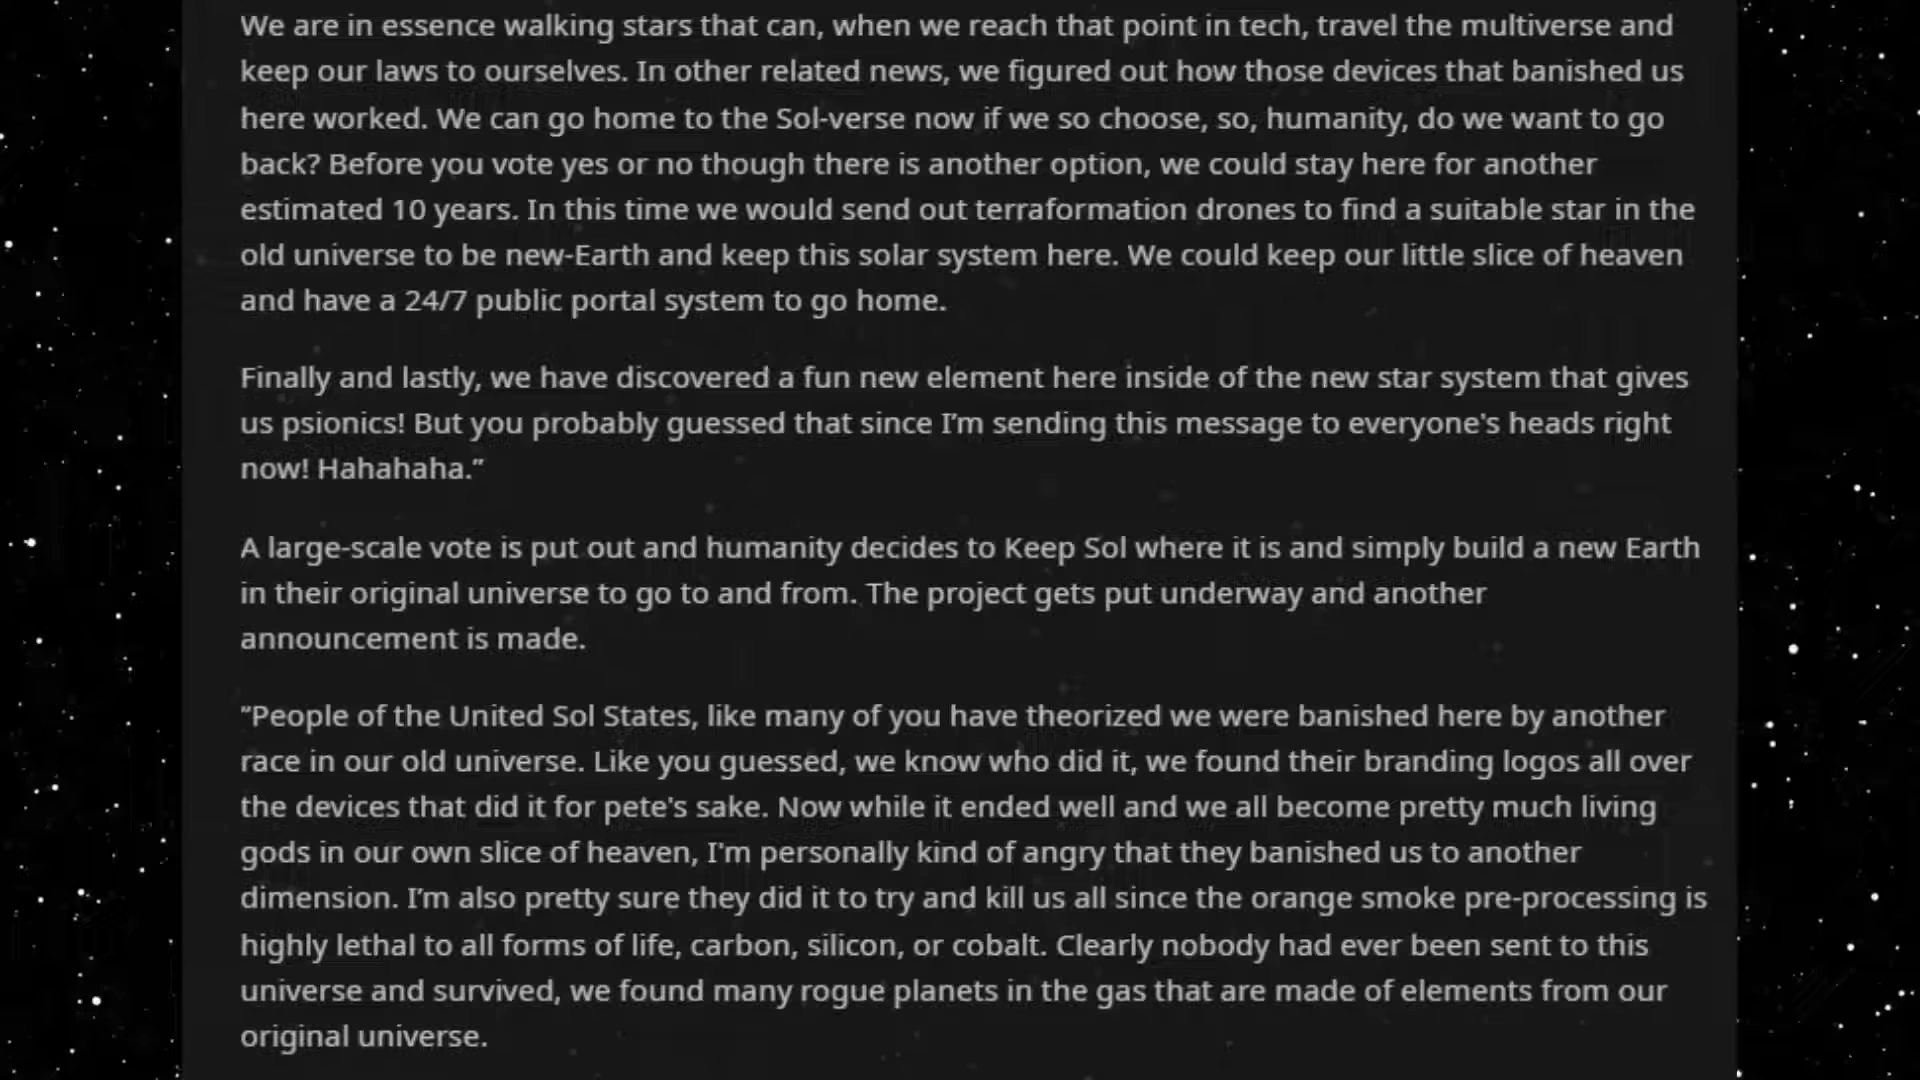 We are in essence walking stars that can, when we reach that point in tech, travel the multiverse and
keep our laws to ourselves. In other related news, we figured out how those devices that banished us
here worked. We can go home to the Sol-verse now if we so choose, so, humanity, do we want to go
back? Before you vote yes or no though there is another option, we could stay here for another
estimated 10 years. In this time we would send out terraformation drones to find a suitable star in the
old universe to be new-Earth and keep this solar system here. We could keep our little slice of heaven
and have a 24/7 public portal system to go home.
Finally and lastly, we have discovered a fun new element here inside of the new star system that gives
us psionics! But you probably guessed that since I’m sending this message to everyone's heads right
now! Hahahaha.”
A large-scale vote is put out and humanity decides to Keep Sol where it is and simply build a new Earth
in their original universe to go to and from. The project gets put underway and another
announcement is made.
“People of the United Sol States, like many of you have theorized we were banished here by another
race in our old universe. Like you guessed, we know who did it, we found their branding logos all over
the devices that did it for pete's sake. Now while it ended well and we all become pretty much living
gods in our own slice of heaven, I'm personally kind of angry that they banished us to another
dimension. I’m also pretty sure they did it to try and kill us all since the orange smoke pre-processing is
highly lethal to all forms of life, carbon, silicon, or cobalt. Clearly nobody had ever been sent to this
universe and survived, we found many rogue planets in the gas that are made of elements from our
original universe.